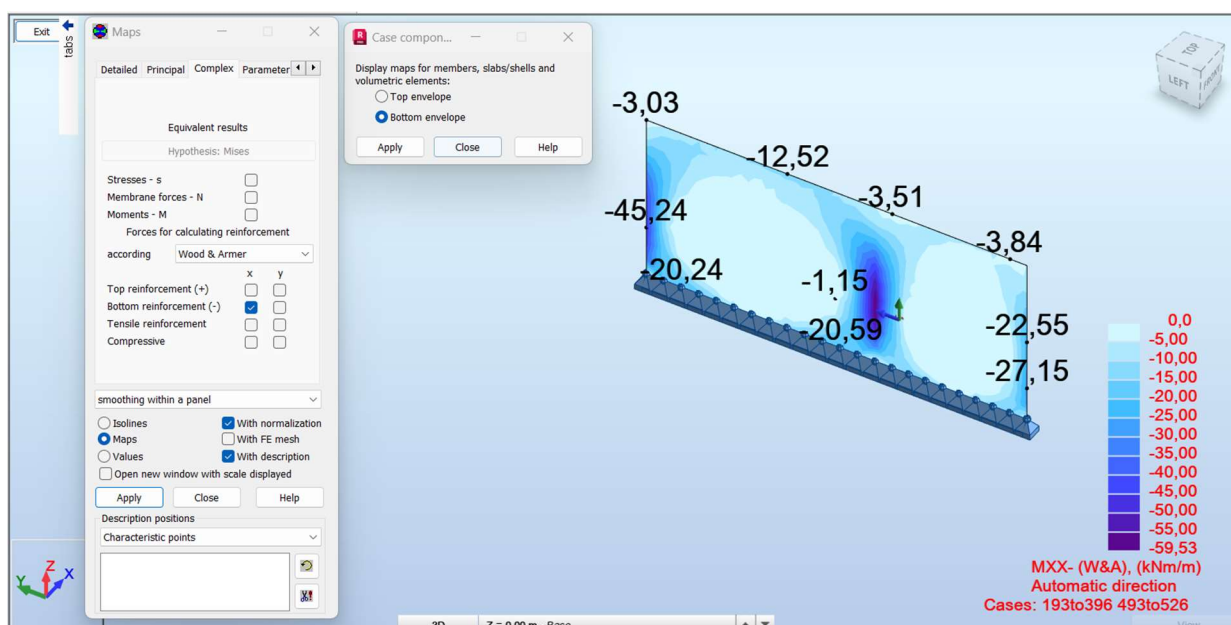 Exit
tabs
Maps
Detailed Principal Complex Parameter
Equivalent results
Hypothesis: Mises
Stresses - s
Membrane forces - N
Moments - M
Forces for calculating reinforcement
according Wood & Armer
x y
Top reinforcement (+)
Bottom reinforcement (-)
Tensile reinforcement
Compressive
smoothing within a panel
Isolines With normalization
Maps With FE mesh
Values With description
Open new window with scale displayed
Apply Close Help
Description positions
Characteristic points
Case compon...
Display maps for members, slabs/shells and
volumetric elements:
Top envelope
Bottom envelope
Apply Close Help
TOP
LEFT FRONT
-3,03
-12,52
-3,51
-45,24
-3,84
-20,24
-1,15
-20,59
-22,55
-27,15
0,0
-5,00
-10,00
-15,00
-20,00
-25,00
-30,00
-35,00
-40,00
-45,00
-50,00
-55,00
-59,53
MXX- (W&A), (kNm/m)
Automatic direction
Cases: 193to396 493to526
Z
Y X
3D Z = 0.00 m - Base
View